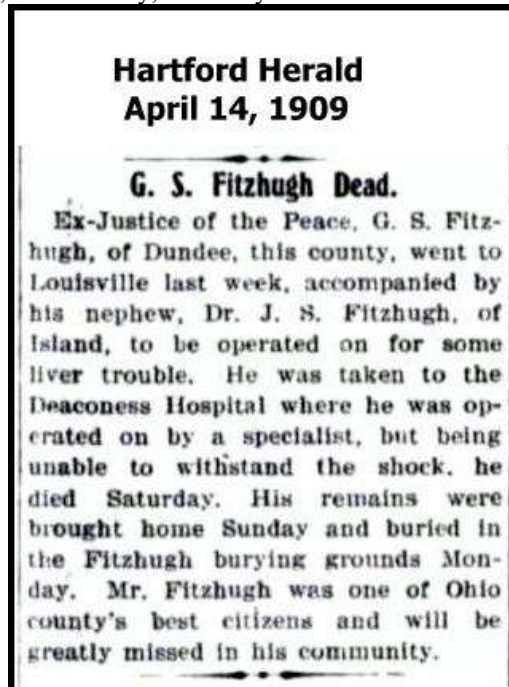 Hartford Herald
April 14, 1909
G. S. Fitzhugh Dead.
Ex-Justice of the Peace, G. S. Fitz-
hugh, of Dundee, this county, went to
Louisville last week, accompanied by
his nephew, Dr. J. S. Fitzhugh, of
Island, to be operated on for some
liver trouble. He was taken to the
Deaconess Hospital where he was op-
erated on by a specialist, but being
unable to withstand the shock, he
died Saturday. His remains were
brought home Sunday and buried in
the Fitzhugh burying grounds Mon-
day. Mr. Fitzhugh was one of Ohio
county's best citizens and will be
greatly missed in his community.